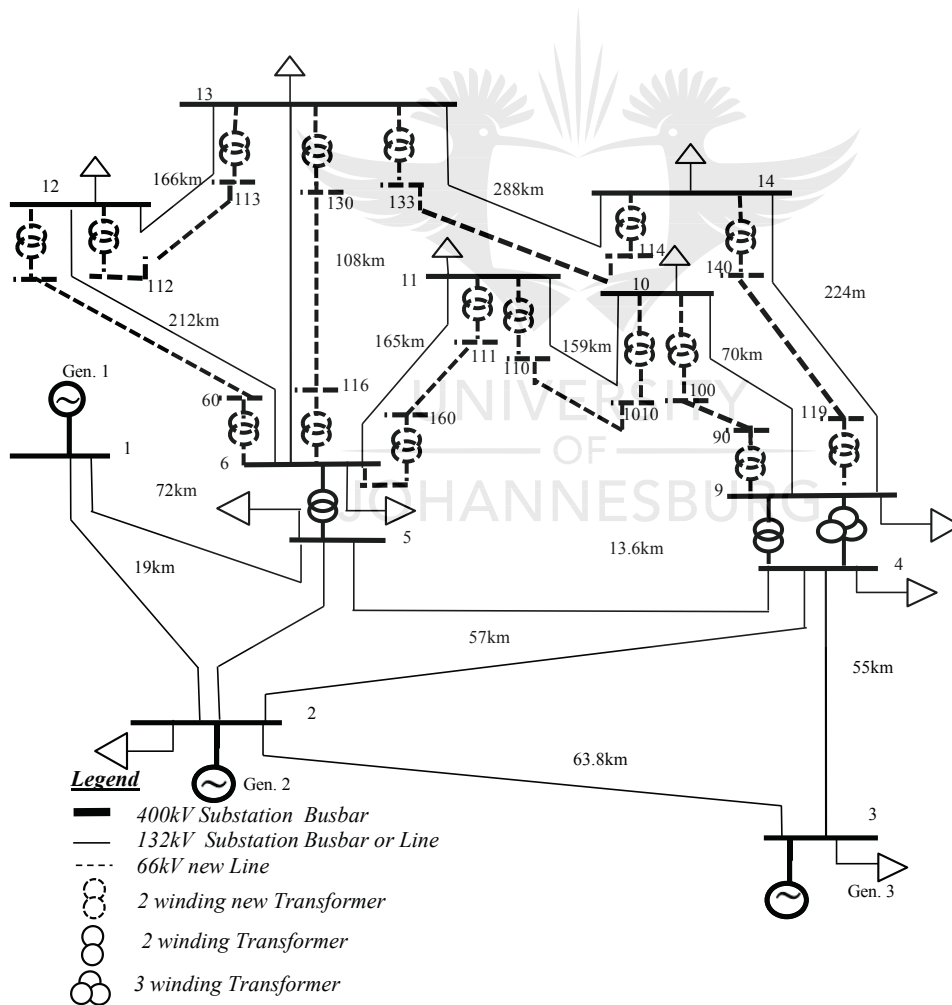 13
166km
113
130
133
288km
12
14
114
140
112
108km
11
10
224m
212km
165km
111
110
159km
70km
Gen. 1
60
116
160
1010
100
119
90
UNIVERSITY
OF
JOHANNESBURG
1
6
9
72km
5
13.6km
4
19km
57km
55km
2
63.8km
Gen. 2
3
Gen. 3
Legend
400kV Substation Busbar
132kV Substation Busbar or Line
66kV new Line
2 winding new Transformer
2 winding Transformer
3 winding Transformer